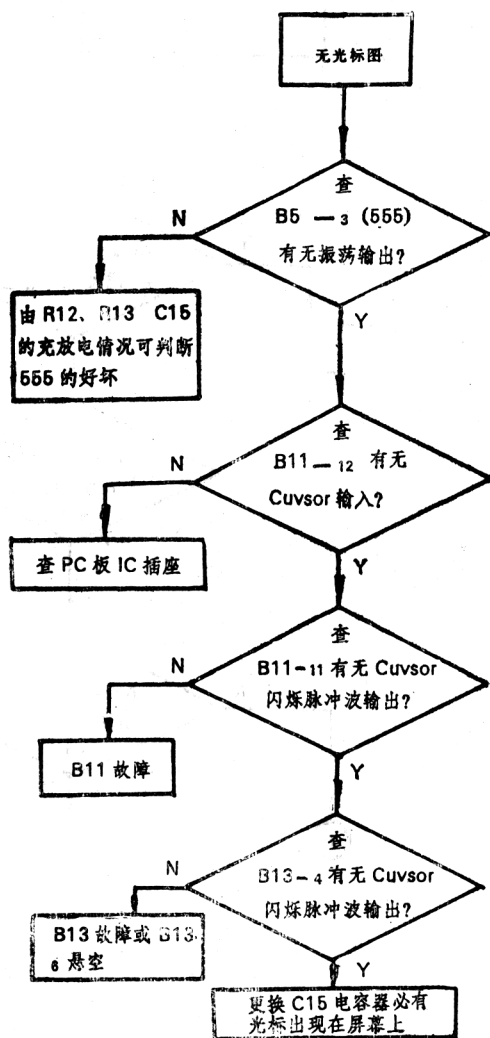 无光标图
查
B5—3 (555)
有无振荡输出?
N
Y
由 R12、R13 C15
的充放电情况可判断
555 的好坏
查
B11—12 有无
Cuvsor 输入?
N
Y
查 PC 板 IC 插座
查
B11-11 有无 Cuvsor
闪烁脉冲波输出?
N
Y
B11 故障
查
B13-4 有无 Cuvsor
闪烁脉冲波输出?
N
Y
B13 故障或 B13-
6 悬空
更换 C15 电容器必有
光标出现在屏幕上